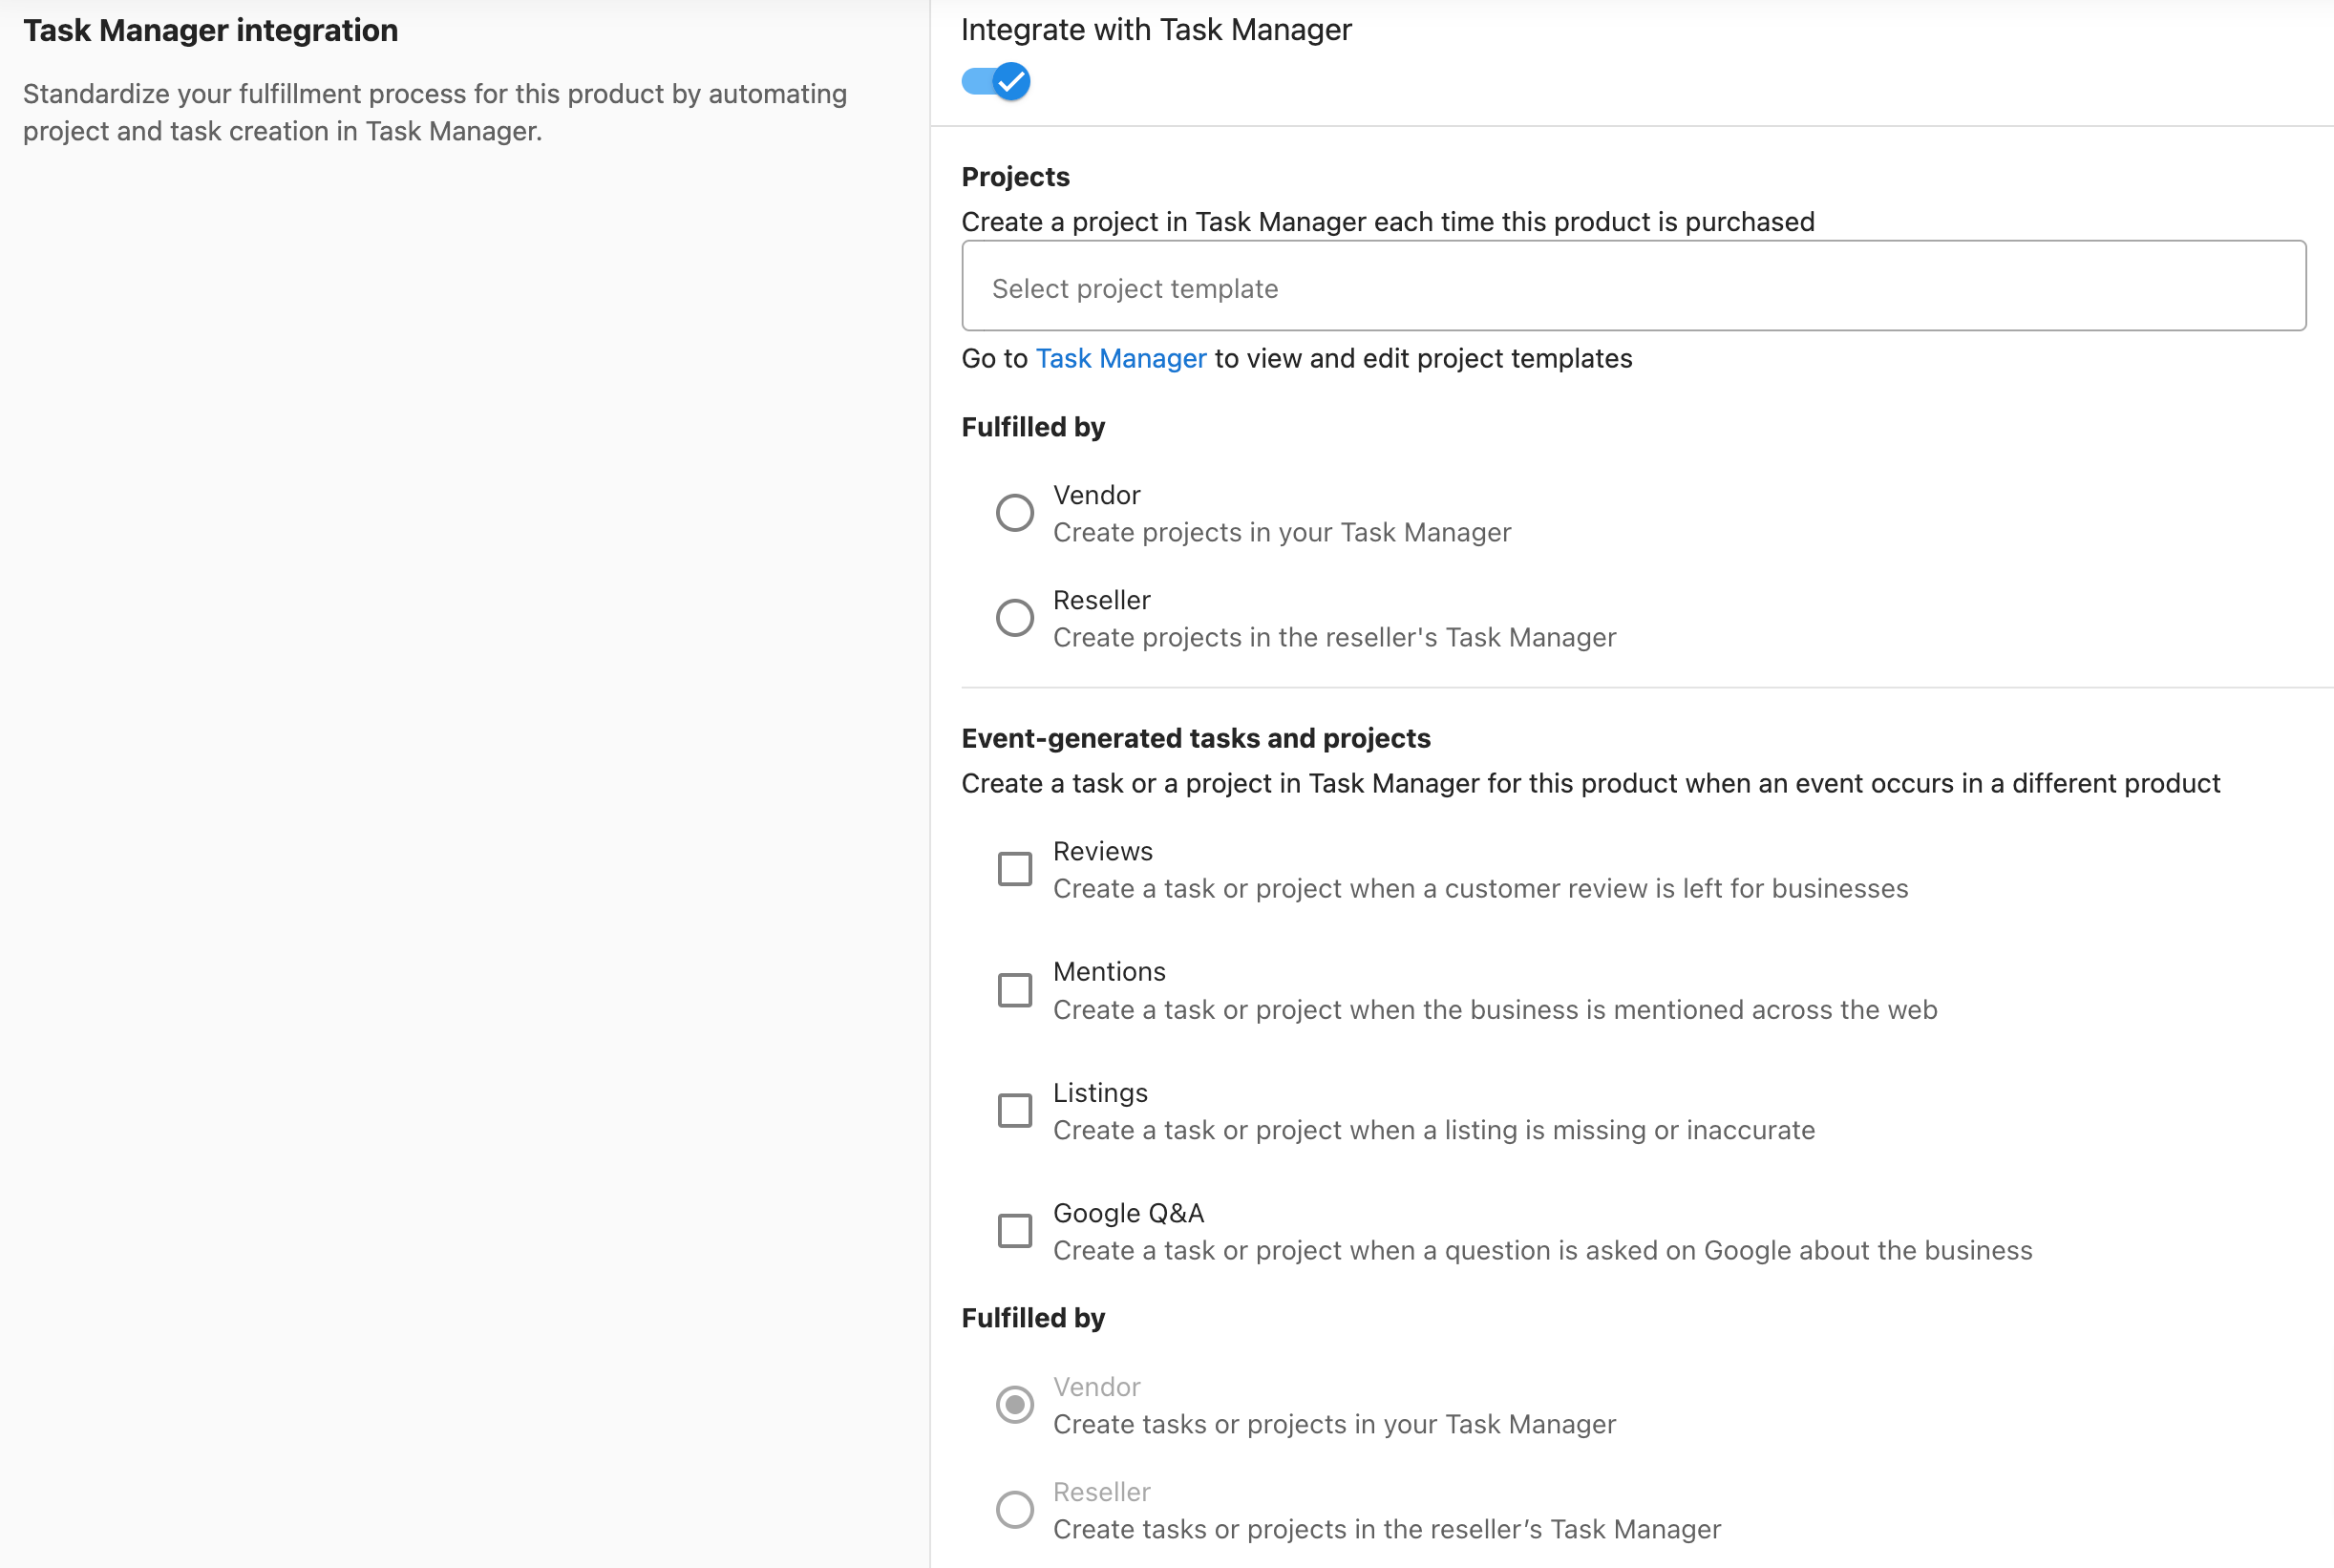 Task Manager integration
Standardize your fulfillment process for this product by automating
project and task creation in Task Manager.
Integrate with Task Manager
Projects
Create a project in Task Manager each time this product is purchased
Select project template
Go to Task Manager to view and edit project templates
Fulfilled by
Vendor
Create projects in your Task Manager
Reseller
Create projects in the reseller's Task Manager
Event-generated tasks and projects
Create a task or a project in Task Manager for this product when an event occurs in a different product
Reviews
Create a task or project when a customer review is left for businesses
Mentions
Create a task or project when the business is mentioned across the web
Listings
Create a task or project when a listing is missing or inaccurate
Google Q&A
Create a task or project when a question is asked on Google about the business
Fulfilled by
Vendor
Create tasks or projects in your Task Manager
Reseller
Create tasks or projects in the reseller’s Task Manager